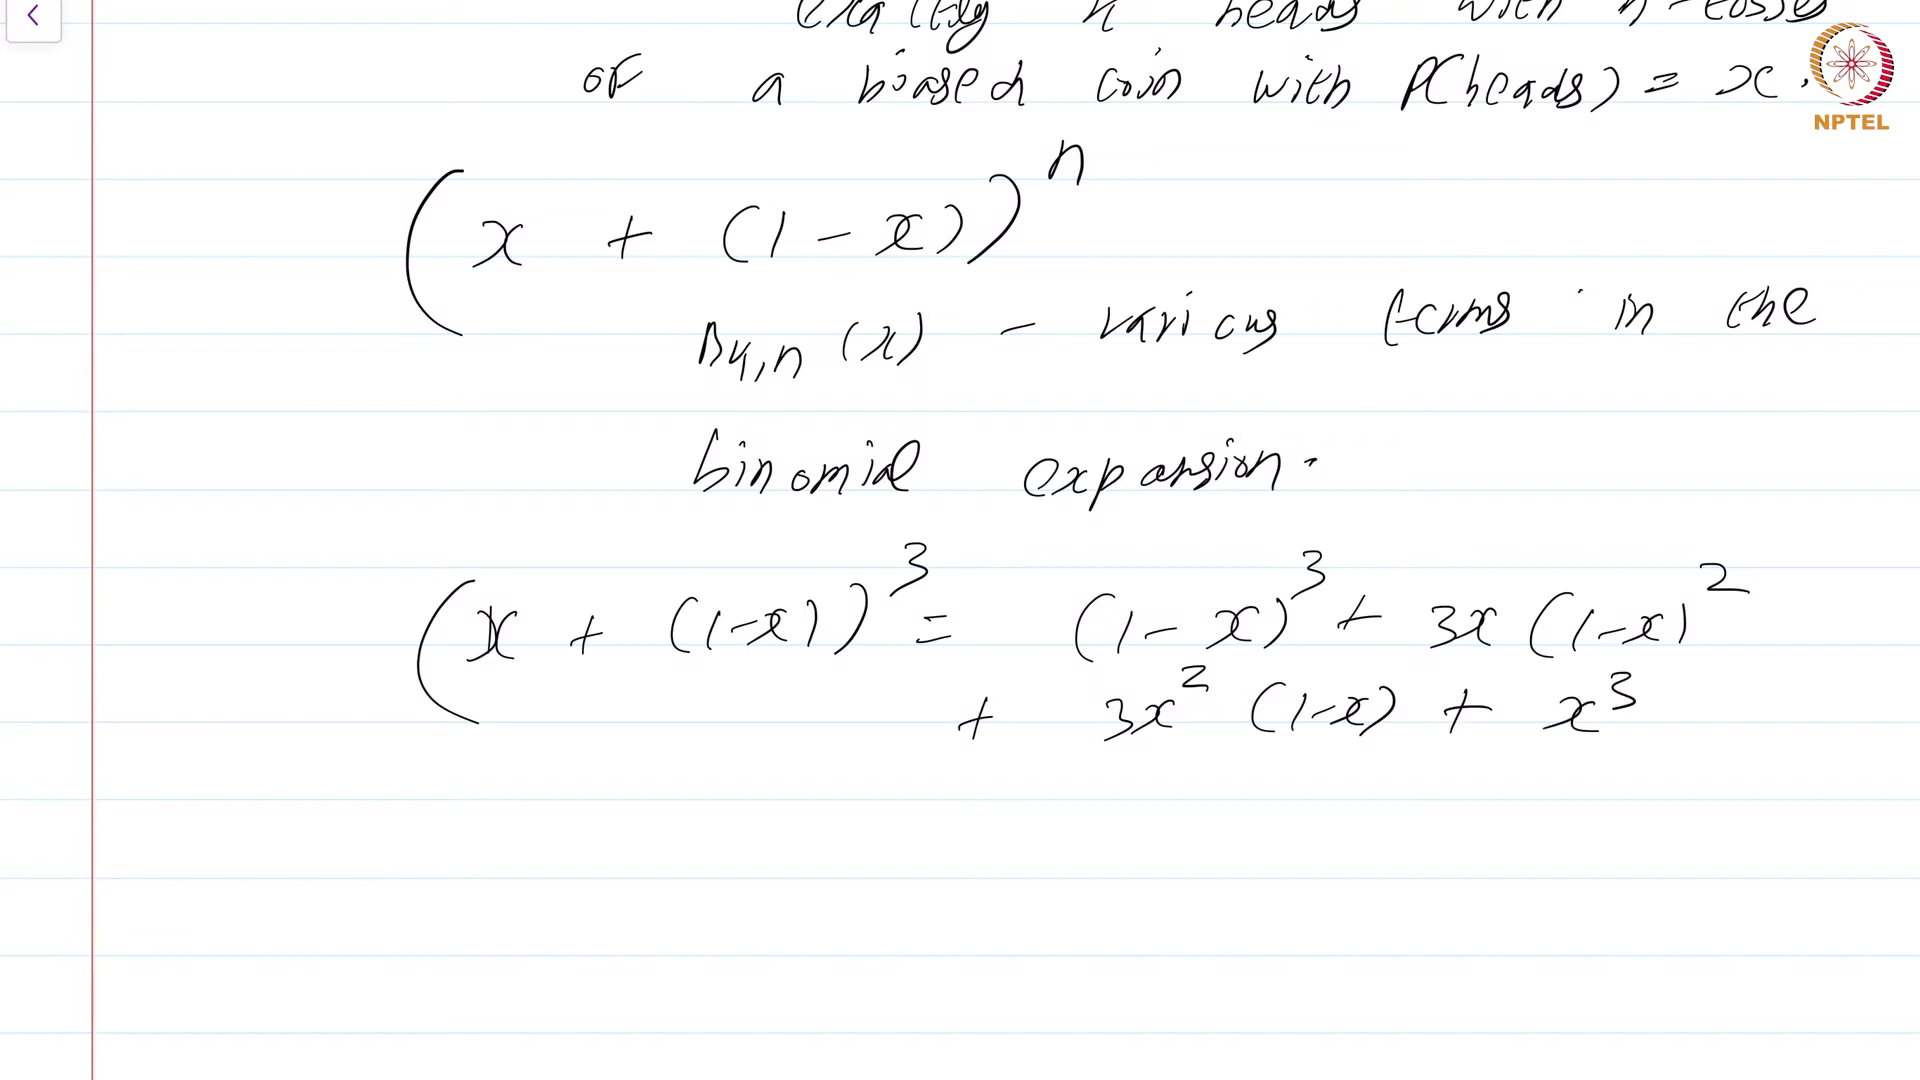 exactly k heads with n-tosses
of a biased coin with P(heads) = x.
NPTEL
(x + (1 - x))^n
B_{k,n}(x) - various terms in the
binomial expansion.
(x + (1-x))^3 = (1 - x)^3 + 3x (1-x)^2
+ 3x^2 (1-x) + x^3